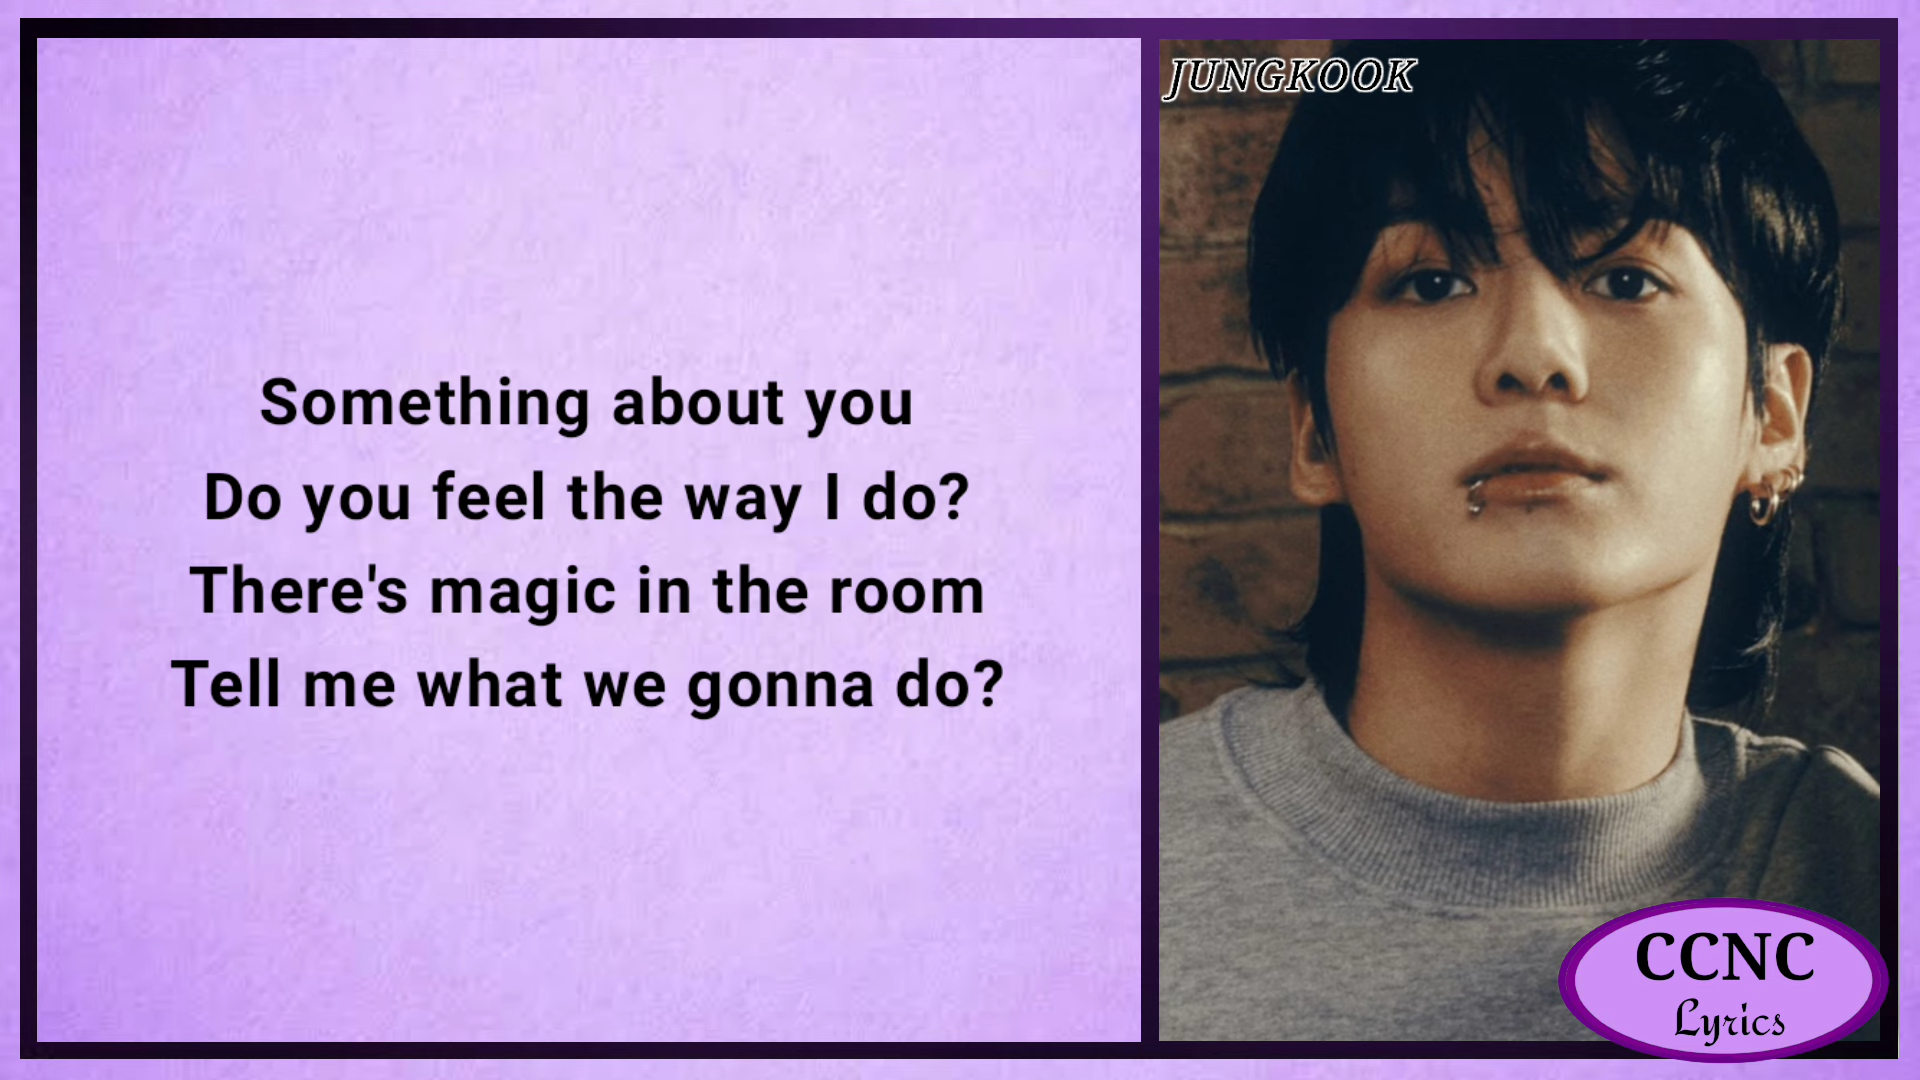 JUNGKOOK
Something about you
Do you feel the way I do?
There's magic in the room
Tell me what we gonna do?
CCNC
Lyrics